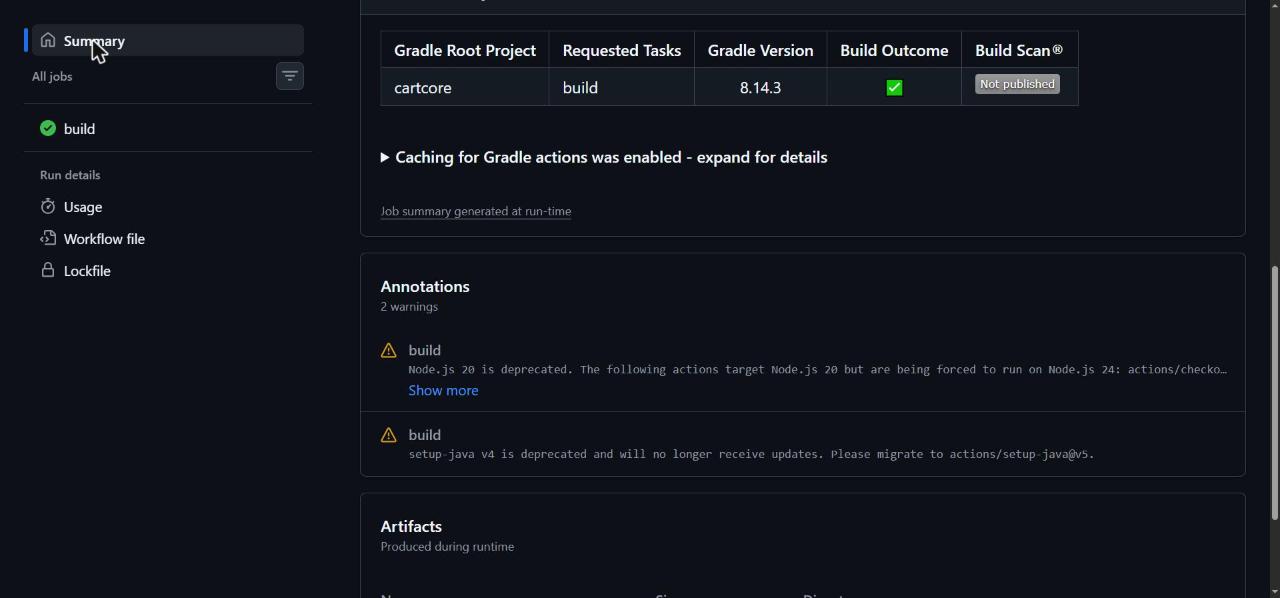 Summary
All jobs
build
Run details
Usage
Workflow file
Lockfile
Gradle Root Project Requested Tasks Gradle Version Build Outcome Build Scan®
cartcore build 8.14.3 ✅ Not published
▶ Caching for Gradle actions was enabled - expand for details
Job summary generated at run-time
Annotations
2 warnings
build
Node.js 20 is deprecated. The following actions target Node.js 20 but are being forced to run on Node.js 24: actions/checko…
Show more
build
setup-java v4 is deprecated and will no longer receive updates. Please migrate to actions/setup-java@v5.
Artifacts
Produced during runtime